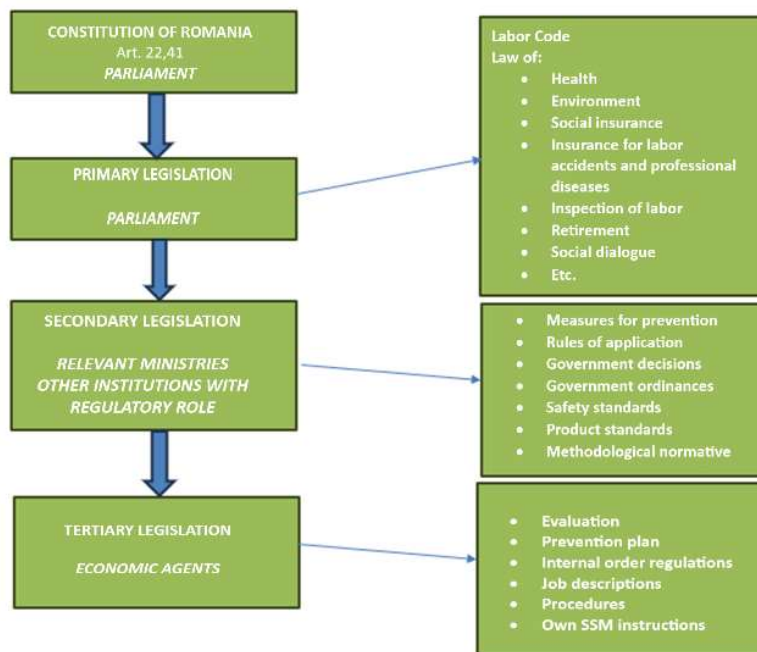 CONSTITUTION OF ROMANIA
Art. 22,41
PARLIAMENT
PRIMARY LEGISLATION
PARLIAMENT
SECONDARY LEGISLATION
RELEVANT MINISTRIES
OTHER INSTITUTIONS WITH
REGULATORY ROLE
TERTIARY LEGISLATION
ECONOMIC AGENTS
Labor Code
Law of:
• Health
• Environment
• Social insurance
• Insurance for labor
accidents and professional
diseases
• Inspection of labor
• Retirement
• Social dialogue
• Etc.
• Measures for prevention
• Rules of application
• Government decisions
• Government ordinances
• Safety standards
• Product standards
• Methodological normative
• Evaluation
• Prevention plan
• Internal order regulations
• Job descriptions
• Procedures
• Own SSM instructions